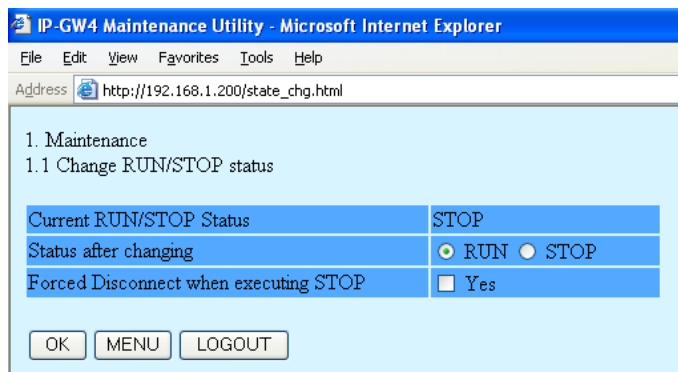 IP-GW4 Maintenance Utility - Microsoft Internet Explorer
File Edit View Favorites Tools Help
Address http://192.168.1.200/state_chg.html
1. Maintenance
1.1 Change RUN/STOP status
Current RUN/STOP Status STOP
Status after changing RUN STOP
Forced Disconnect when executing STOP Yes
OK MENU LOGOUT